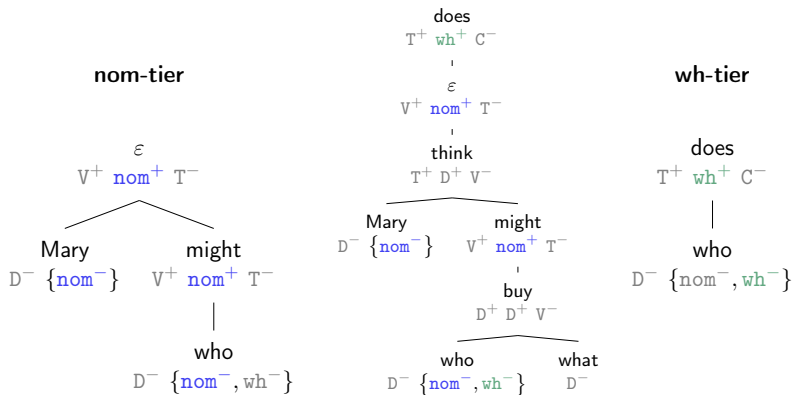 nom-tier
ε
V⁺ nom⁺ T⁻
Mary
might
D⁻ {nom⁻}
V⁺ nom⁺ T⁻
who
D⁻ {nom⁻, wh⁻}
does
T⁺ wh⁺ C⁻
ε
V⁺ nom⁺ T⁻
think
T⁺ D⁺ V⁻
Mary
might
D⁻ {nom⁻}
V⁺ nom⁺ T⁻
buy
D⁺ D⁺ V⁻
who
what
D⁻ {nom⁻, wh⁻}
D⁻
wh-tier
does
T⁺ wh⁺ C⁻
who
D⁻ {nom⁻, wh⁻}